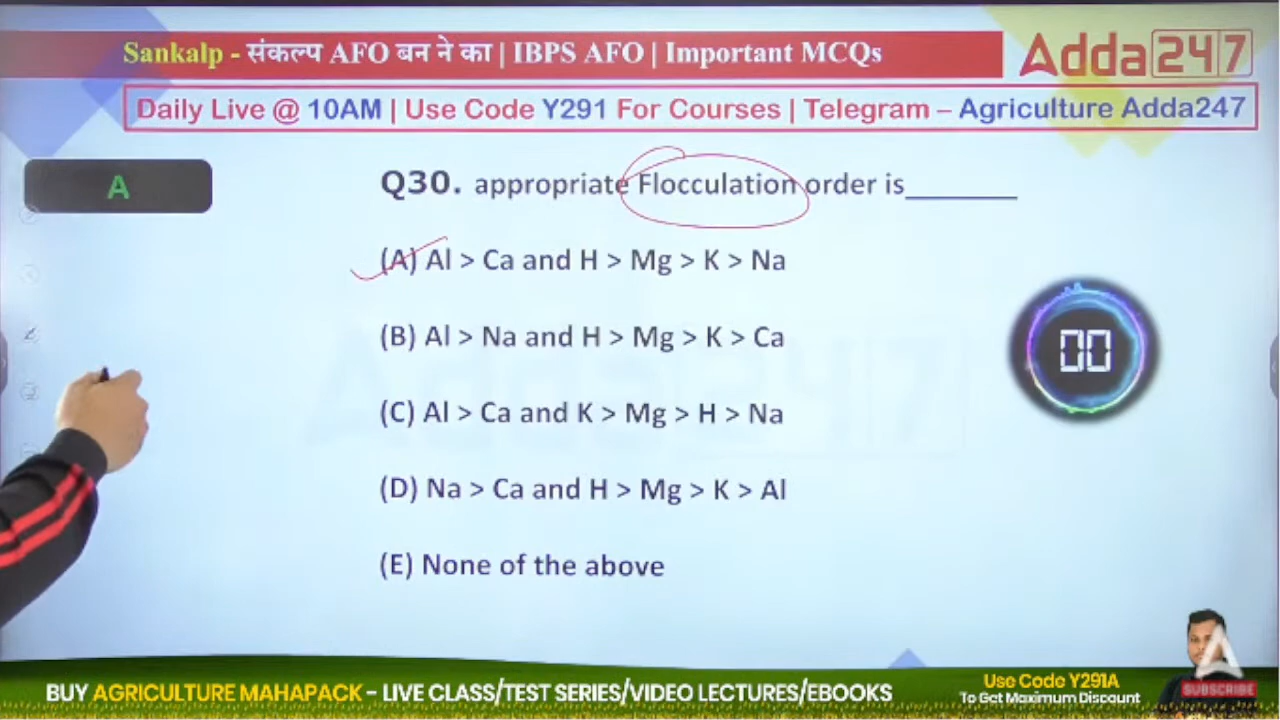 Sankalp - संकल्प AFO बन ने का | IBPS AFO | Important MCQs
Adda247
Daily Live @ 10AM | Use Code Y291 For Courses | Telegram – Agriculture Adda247
A
Q30. appropriate Flocculation order is________
(A) Al > Ca and H > Mg > K > Na
(B) Al > Na and H > Mg > K > Ca
00
(C) Al > Ca and K > Mg > H > Na
(D) Na > Ca and H > Mg > K > Al
(E) None of the above
BUY AGRICULTURE MAHAPACK - LIVE CLASS/TEST SERIES/VIDEO LECTURES/EBOOKS
Use Code Y291A
To Get Maximum Discount
SUBSCRIBE